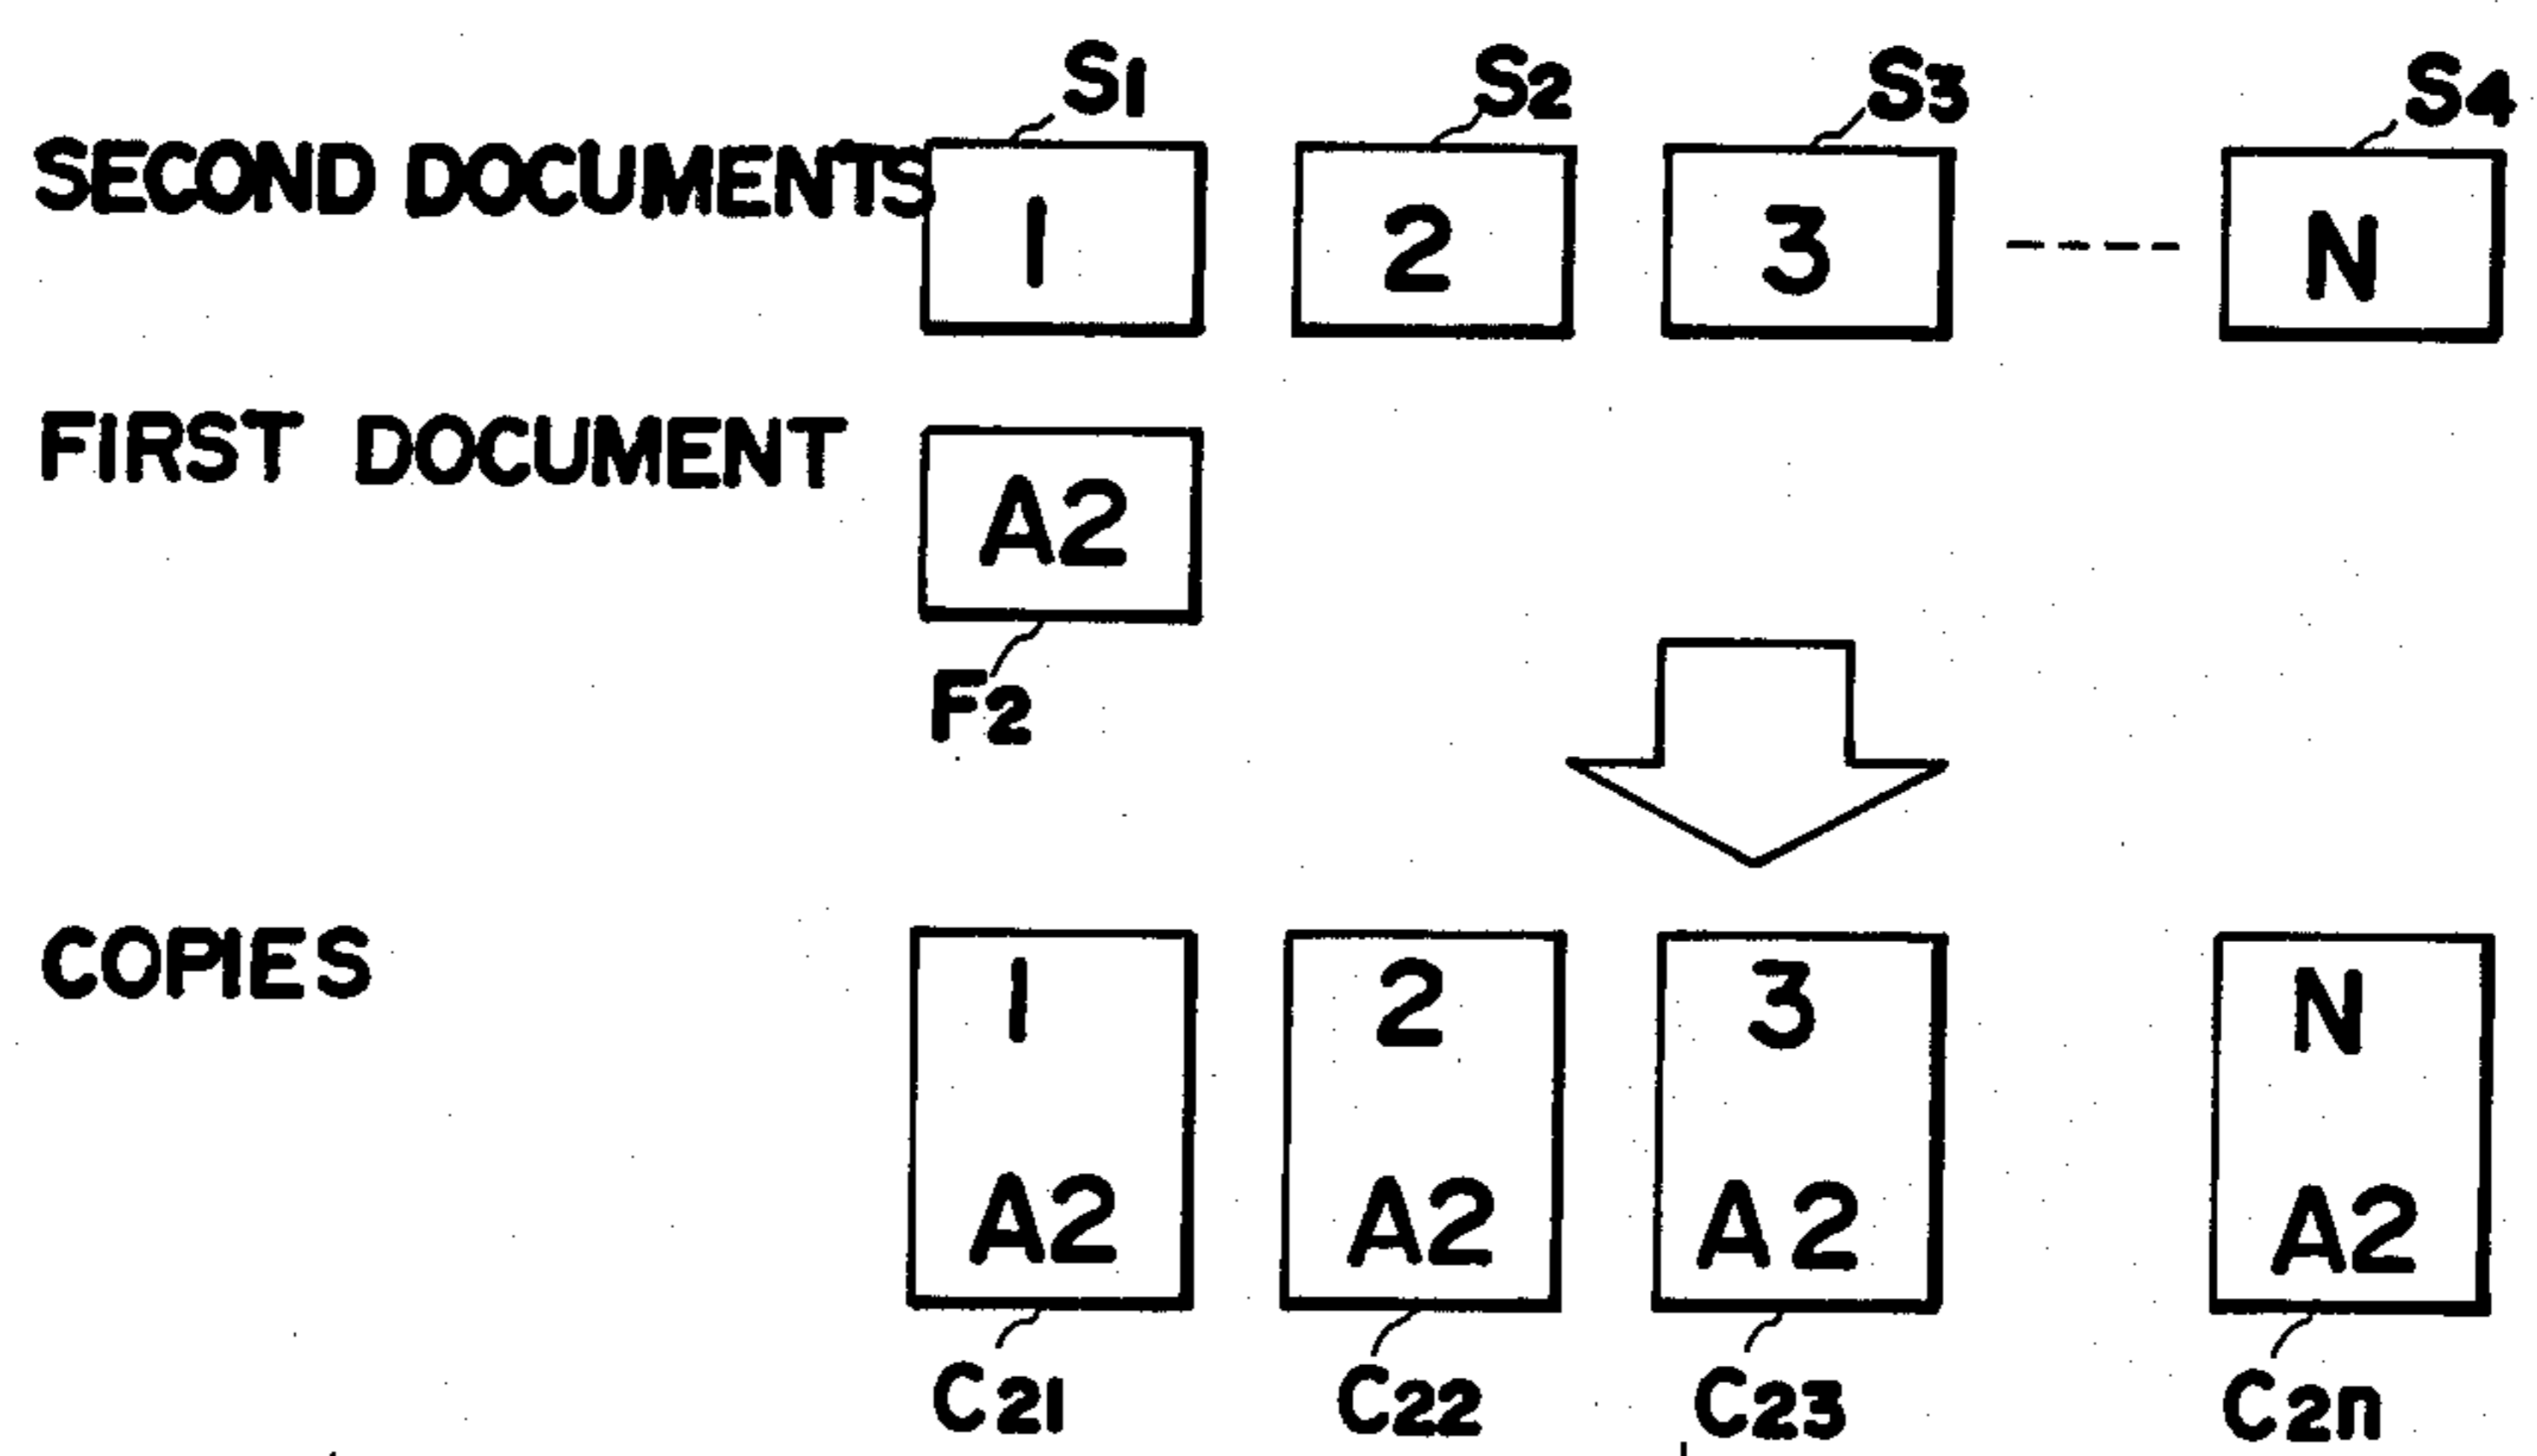 S1 S2 S3 S4
SECOND DOCUMENTS 1 2 3 N
FIRST DOCUMENT
A2
F2
COPIES 1 2 3 N
A2 A2 A2 A2
C21 C22 C23 C2n